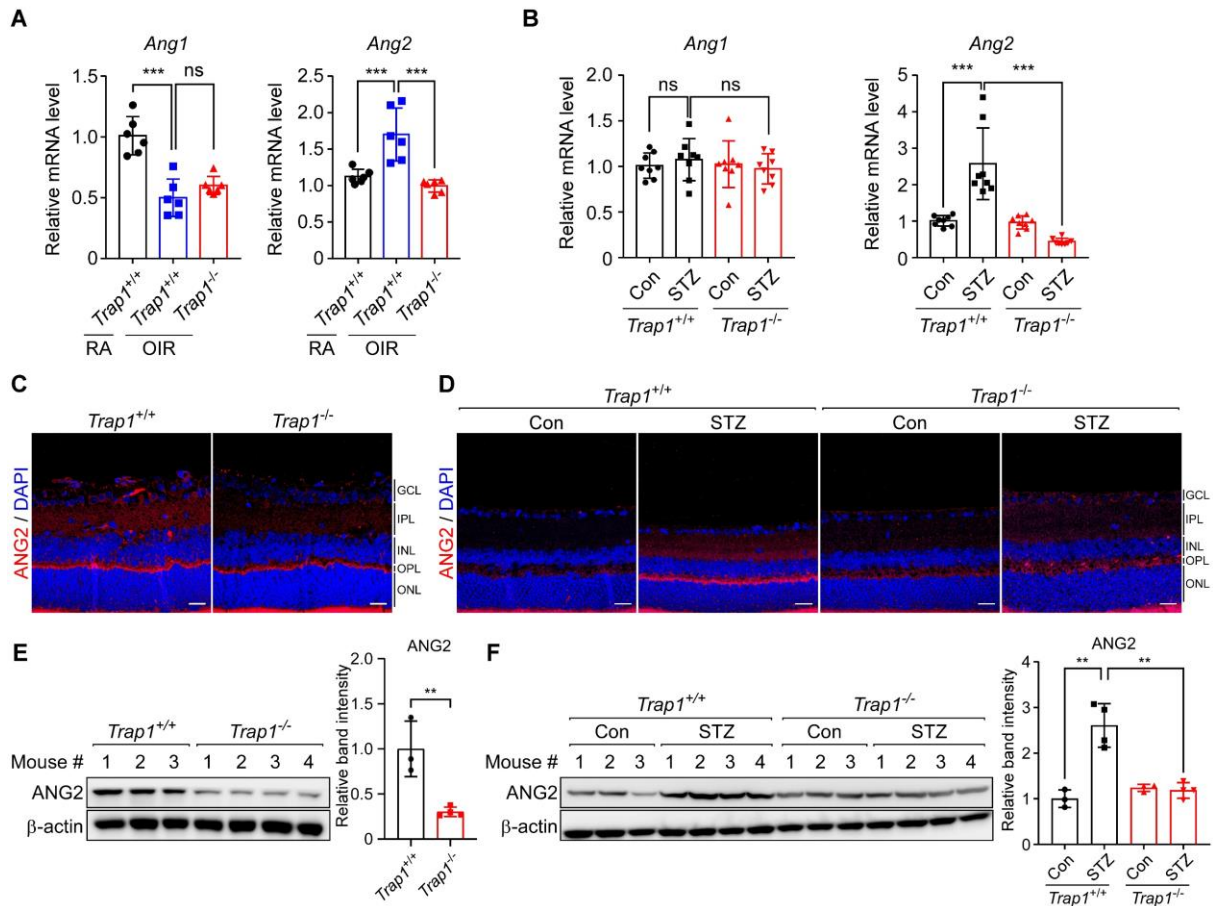 A
Ang1
Relative mRNA level
1.5
1.0
0.5
0
***
ns
Trap1+/+
Trap1+/+
Trap1-/-
RA
OIR
Ang2
Relative mRNA level
2.5
2.0
1.5
1.0
0.5
0
***
***
Trap1+/+
Trap1+/+
Trap1-/-
RA
OIR
B
Ang1
Relative mRNA level
2.0
1.5
1.0
0.5
0
ns
ns
Con
STZ
Con
STZ
Trap1+/+
Trap1-/-
Ang2
Relative mRNA level
5
4
3
2
1
0
***
***
Con
STZ
Con
STZ
Trap1+/+
Trap1-/-
C
Trap1+/+
Trap1-/-
ANG2 / DAPI
GCL
IPL
INL
OPL
ONL
D
Trap1+/+
Trap1-/-
Con
STZ
Con
STZ
ANG2 / DAPI
GCL
IPL
INL
OPL
ONL
E
Trap1+/+
Trap1-/-
Mouse # 1 2 3 1 2 3 4
ANG2
β-actin
ANG2
Relative band intensity
2.0
1.5
1.0
0.5
0
**
Trap1+/+
Trap1-/-
F
Trap1+/+
Trap1-/-
Con
STZ
Con
STZ
Mouse # 1 2 3 1 2 3 4 1 2 3 1 2 3 4
ANG2
β-actin
ANG2
Relative band intensity
4
3
2
1
0
**
**
Con
STZ
Con
STZ
Trap1+/+
Trap1-/-